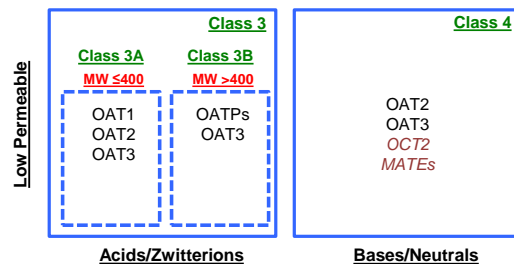 Class 3
Class 4
Class 3A
Class 3B
MW ≤400
MW >400
OAT1
OAT2
OAT3
OATPs
OAT3
OAT2
OAT3
OCT2
MATEs
Low Permeable
Acids/Zwitterions
Bases/Neutrals